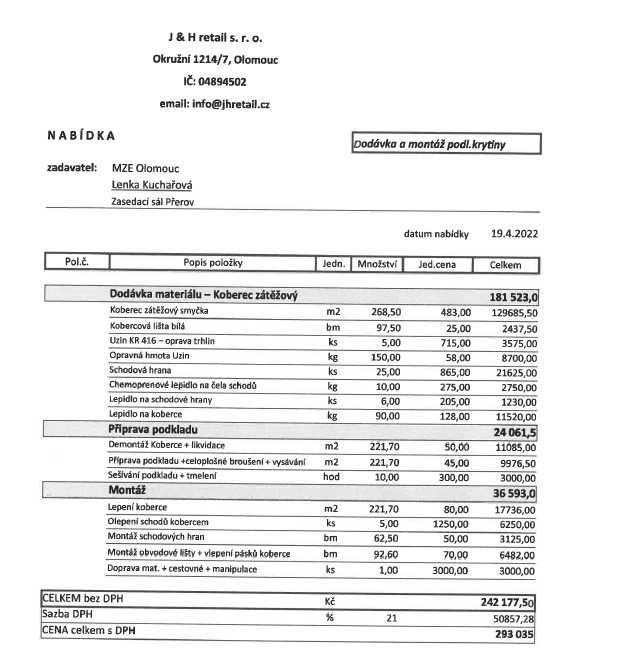 J & H retail s. r. o.
Okružní 1214/7, Olomouc
IČ: 04894502
email: info@jhretail.cz
NABÍDKA
Dodávka a montáž podl.krytiny
zadavatel: MZE Olomouc
Lenka Kuchařová
Zasedací sál Přerov
datum nabídky 19.4.2022
Pol.č. Popis položky Jedn. Množství Jed.cena Celkem
Dodávka materiálu – Koberec zátěžový 181 523,0
Koberec zátěžový smyčka m2 268,50 483,00 129685,50
Kobercová lišta bílá bm 97,50 25,00 2437,50
Uzin KR 416 – oprava trhlin ks 5,00 715,00 3575,00
Opravná hmota Uzin kg 150,00 58,00 8700,00
Schodová hrana ks 25,00 865,00 21625,00
Chemoprenové lepidlo na čela schodů kg 10,00 275,00 2750,00
Lepidlo na schodové hrany ks 6,00 205,00 1230,00
Lepidlo na koberce kg 90,00 128,00 11520,00
Příprava podkladu 24 061,5
Demontáž Koberce + likvidace m2 221,70 50,00 11085,00
Příprava podkladu +celoplošné broušení + vysávání m2 221,70 45,00 9976,50
Sešívání podkladu + tmelení hod 10,00 300,00 3000,00
Montáž 36 593,0
Lepení koberce m2 221,70 80,00 17736,00
Olepení schodů kobercem ks 5,00 1250,00 6250,00
Montáž schodových hran bm 62,50 50,00 3125,00
Montáž obvodové lišty + vlepení pásků koberce bm 92,60 70,00 6482,00
Doprava mat. + cestovné + manipulace ks 1,00 3000,00 3000,00
CELKEM bez DPH Kč 242 177,50
Sazba DPH % 21 50857,28
CENA celkem s DPH 293 035